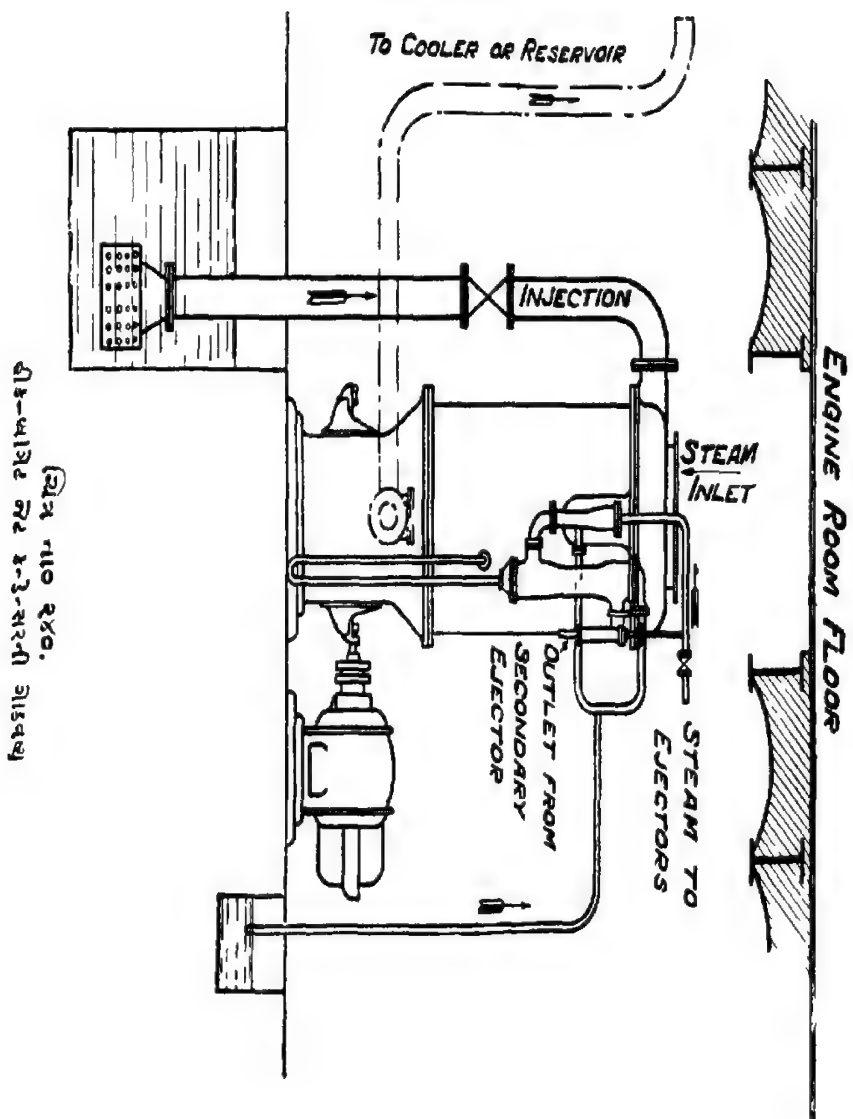 ENGINE ROOM FLOOR
TO COOLER OR RESERVOIR
INJECTION
STEAM
INLET
STEAM TO
EJECTORS
OUTLET FROM
SECONDARY
EJECTOR